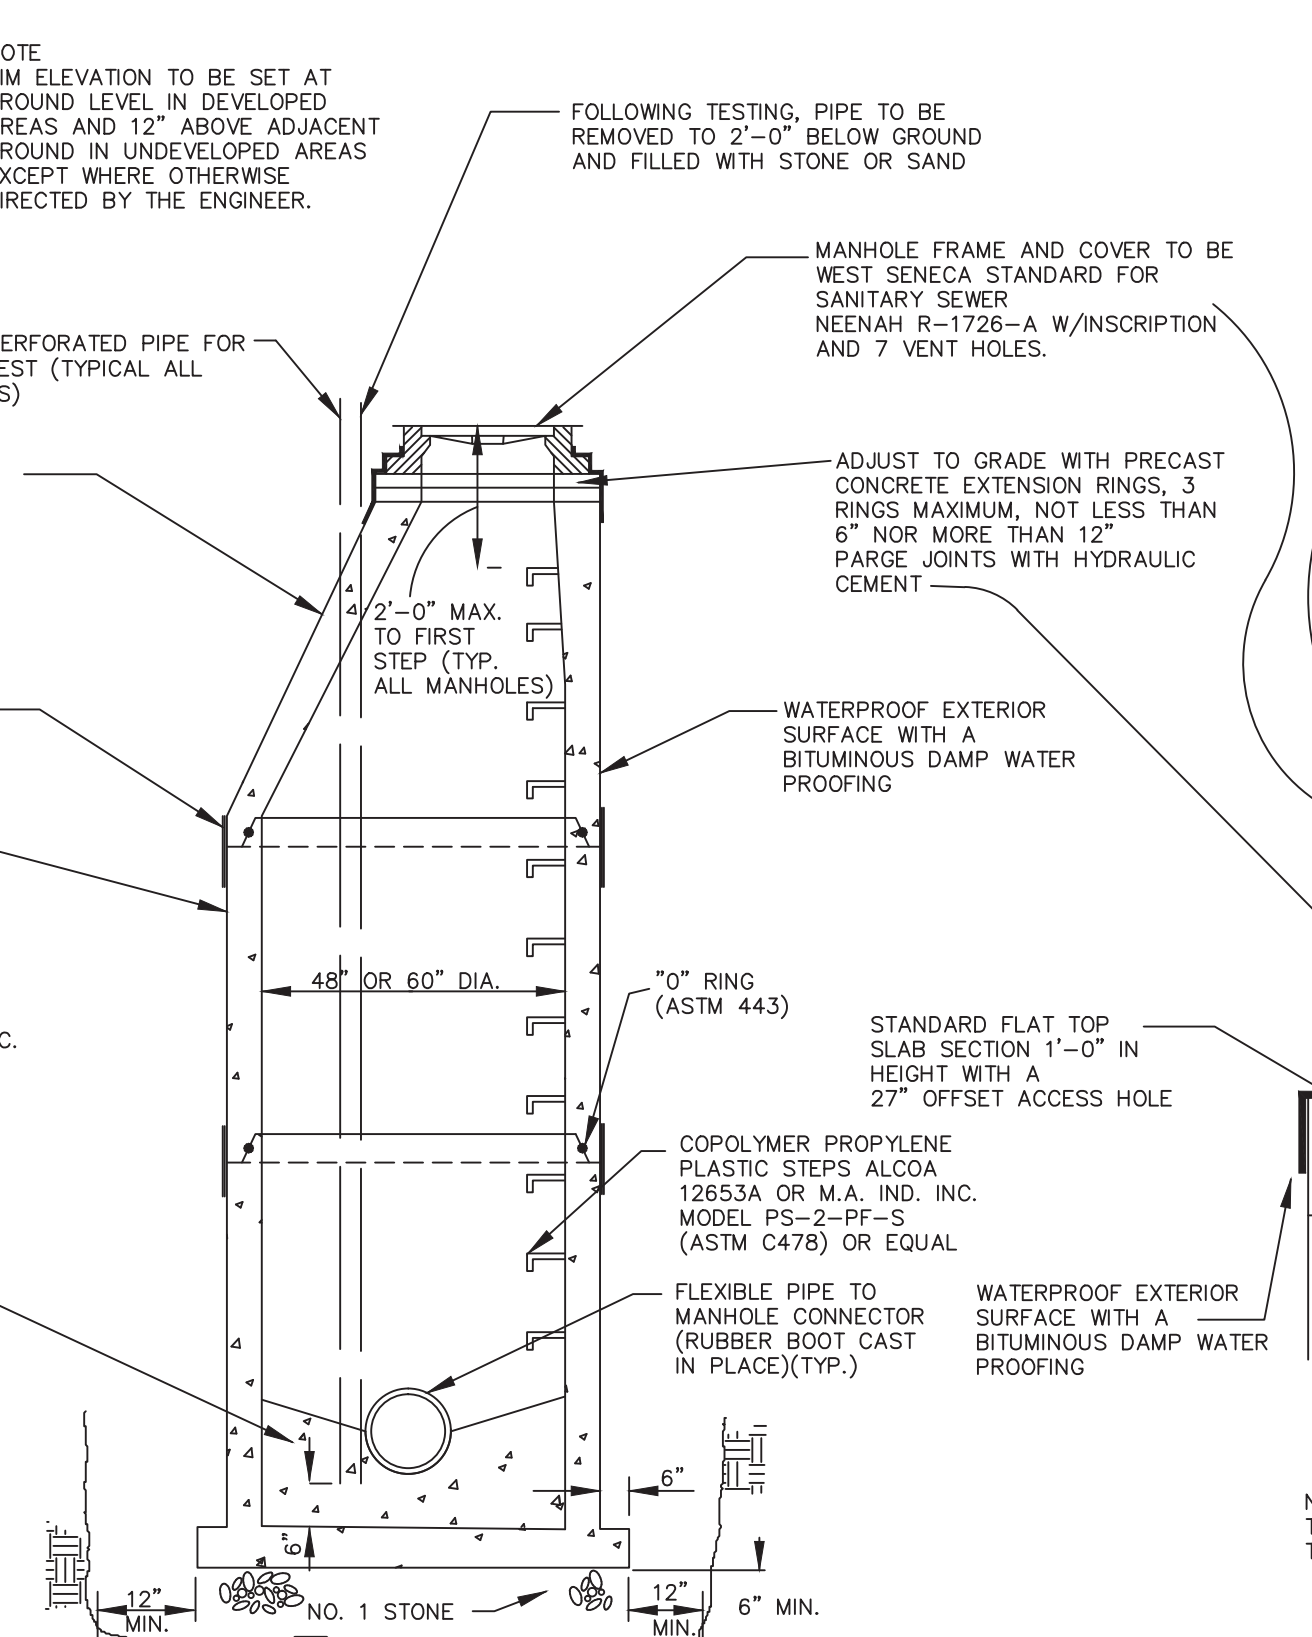 OTE
IM ELEVATION TO BE SET AT
ROUND LEVEL IN DEVELOPED
REAS AND 12" ABOVE ADJACENT
ROUND IN UNDEVELOPED AREAS
XCEPT WHERE OTHERWISE
IRECTED BY THE ENGINEER.
FOLLOWING TESTING, PIPE TO BE
REMOVED TO 2'-0" BELOW GROUND
AND FILLED WITH STONE OR SAND
MANHOLE FRAME AND COVER TO BE
WEST SENECA STANDARD FOR
SANITARY SEWER
NEENAH R-1726-A W/INSCRIPTION
AND 7 VENT HOLES.
ERFORATED PIPE FOR
EST (TYPICAL ALL
S)
ADJUST TO GRADE WITH PRECAST
CONCRETE EXTENSION RINGS, 3
RINGS MAXIMUM, NOT LESS THAN
6" NOR MORE THAN 12"
PARGE JOINTS WITH HYDRAULIC
CEMENT
2'-0" MAX.
TO FIRST
STEP (TYP.
ALL MANHOLES)
WATERPROOF EXTERIOR
SURFACE WITH A
BITUMINOUS DAMP WATER
PROOFING
48" OR 60" DIA.
"O" RING
(ASTM 443)
C.
STANDARD FLAT TOP
SLAB SECTION 1'-0" IN
HEIGHT WITH A
27" OFFSET ACCESS HOLE
COPOLYMER PROPYLENE
PLASTIC STEPS ALCOA
12653A OR M.A. IND. INC.
MODEL PS-2-PF-S
(ASTM C478) OR EQUAL
FLEXIBLE PIPE TO
MANHOLE CONNECTOR
(RUBBER BOOT CAST
IN PLACE)(TYP.)
WATERPROOF EXTERIOR
SURFACE WITH A
BITUMINOUS DAMP WATER
PROOFING
6"
6"
12"
MIN.
NO. 1 STONE
12"
MIN.
6" MIN.
N
T
T